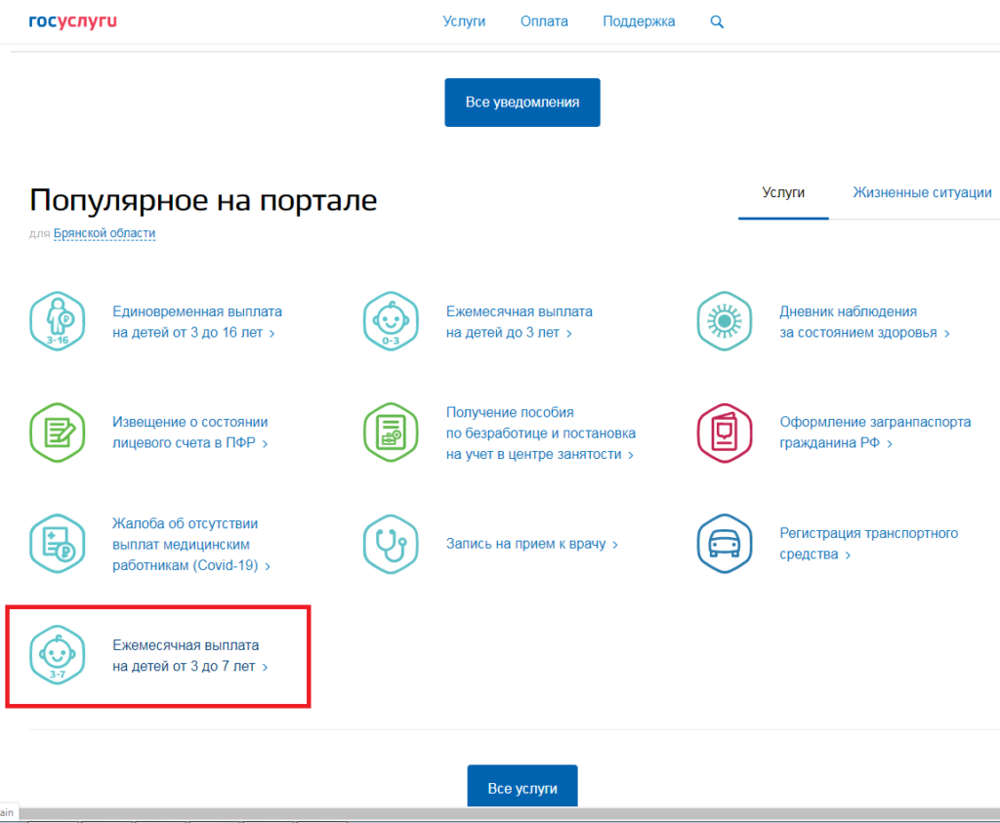 госуслуги
Услуги
Оплата
Поддержка
Все уведомления
Популярное на портале
для Брянской области
Услуги
Жизненные ситуации
3-16
Единовременная выплата
на детей от 3 до 16 лет >
0-3
Ежемесячная выплата
на детей до 3 лет >
Дневник наблюдения
за состоянием здоровья >
Извещение о состоянии
лицевого счета в ПФР >
Получение пособия
по безработице и постановка
на учет в центре занятости >
Оформление загранпаспорта
гражданина РФ >
Жалоба об отсутствии
выплат медицинским
работникам (Covid-19) >
Запись на прием к врачу >
Регистрация транспортного
средства >
3-7
Ежемесячная выплата
на детей от 3 до 7 лет >
Все услуги
ain